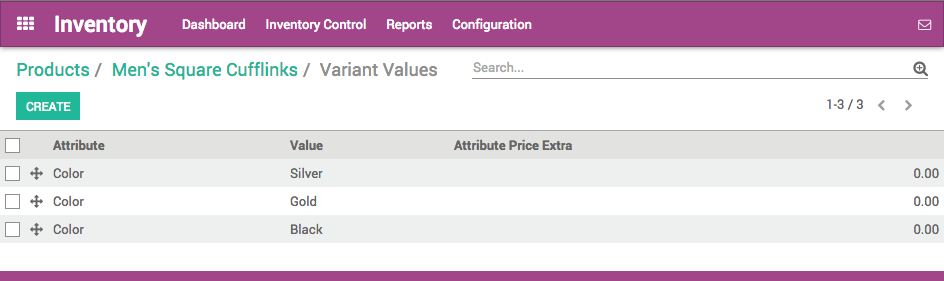 Inventory Dashboard Inventory Control Reports Configuration
Products / Men's Square Cufflinks / Variant Values Search...
CREATE 1-3 / 3
Attribute Value Attribute Price Extra
Color Silver 0.00
Color Gold 0.00
Color Black 0.00